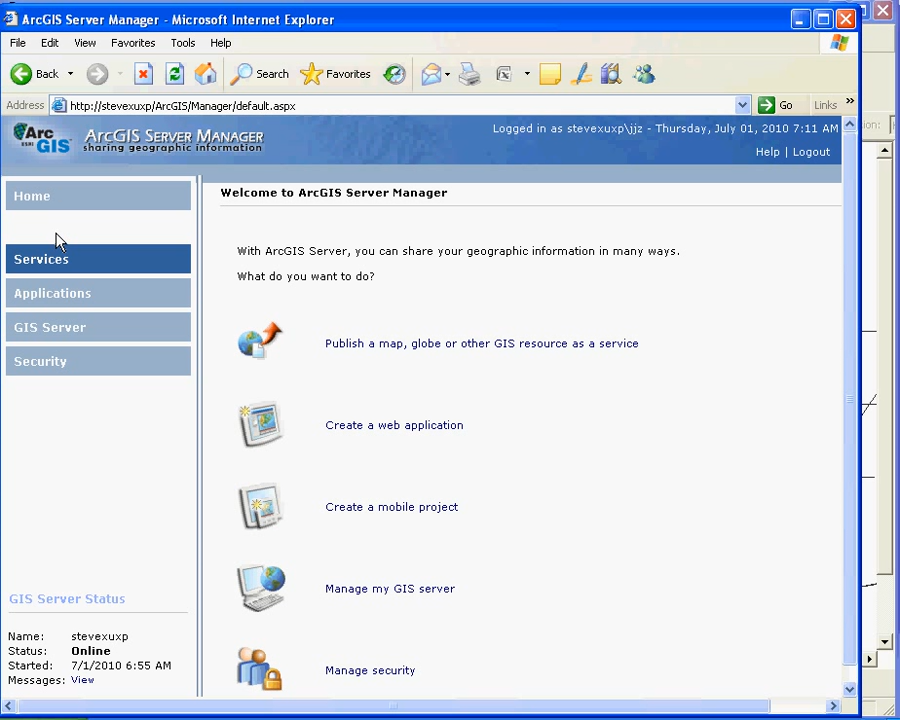 ArcGIS Server Manager - Microsoft Internet Explorer
File Edit View Favorites Tools Help
Back Search Favorites
Address http://stevexuxp/ArcGIS/Manager/default.aspx Go Links »
Arc GIS ESRI
ArcGIS Server Manager
sharing geographic information
Logged in as stevexuxp\jjz - Thursday, July 01, 2010 7:11 AM
Help | Logout
Home
Services
Applications
GIS Server
Security
GIS Server Status
Name: stevexuxp
Status: Online
Started: 7/1/2010 6:55 AM
Messages: View
Welcome to ArcGIS Server Manager
With ArcGIS Server, you can share your geographic information in many ways.
What do you want to do?
Publish a map, globe or other GIS resource as a service
Create a web application
Create a mobile project
Manage my GIS server
Manage security